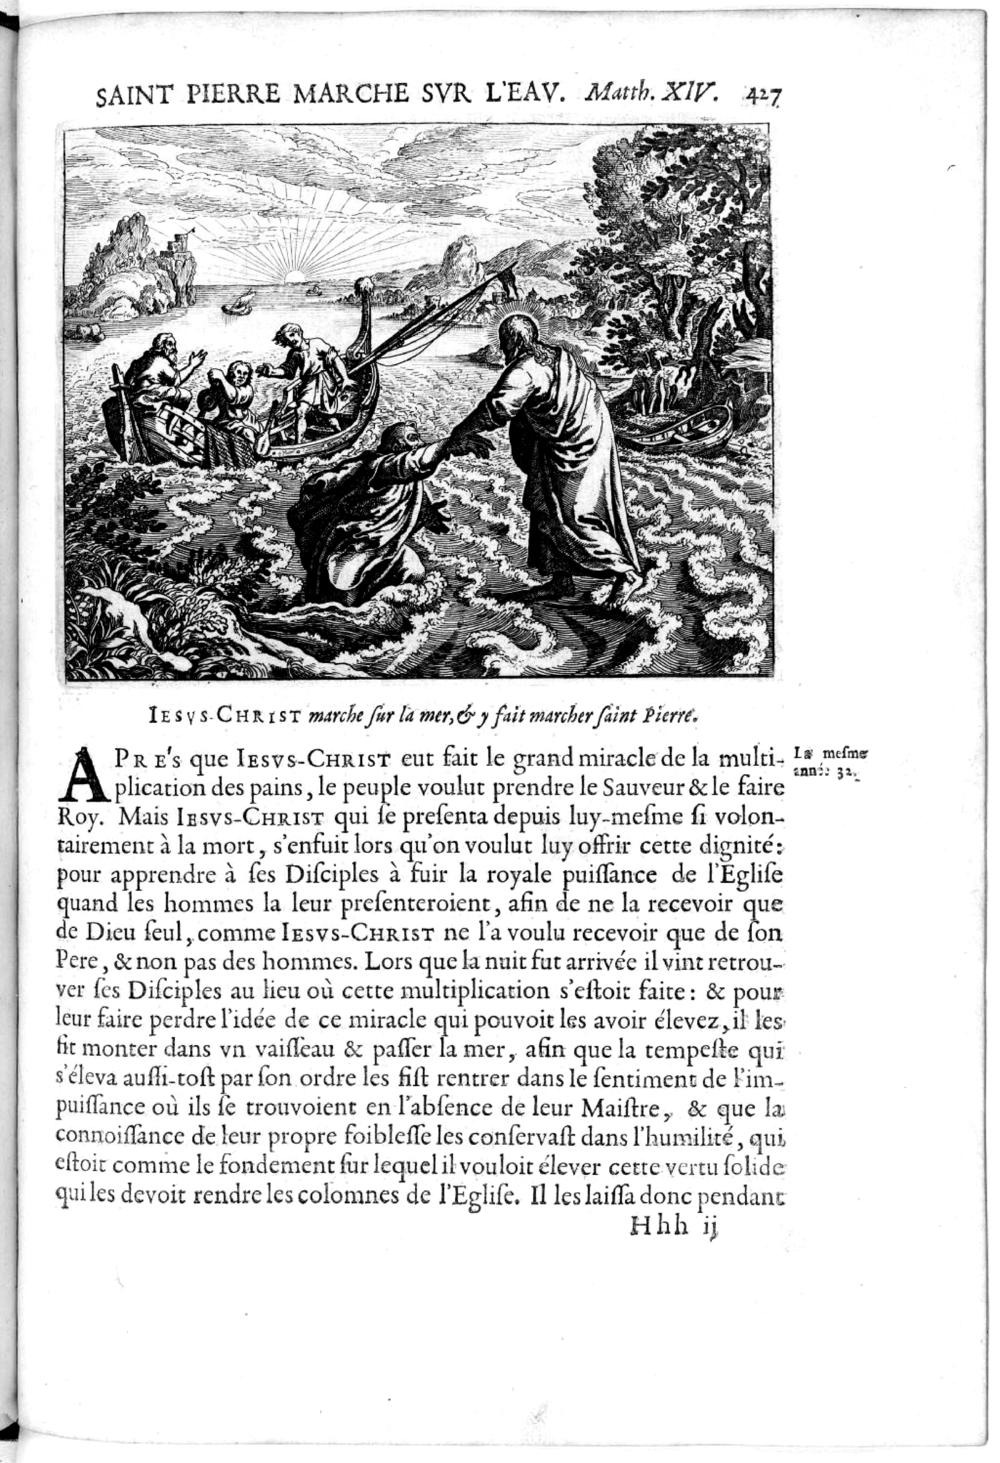 SAINT PIERRE MARCHE SVR L'EAV. Matth. XIV. 427
IESVS-CHRIST marche ſur la mer, & y fait marcher ſaint Pierre.
APRE's que IESVS-CHRIST eut fait le grand miracle de la multi-
plication des pains, le peuple voulut prendre le Sauveur & le faire
Roy. Mais IESVS-CHRIST qui ſe preſenta depuis luy-meſme ſi volon-
tairement à la mort, s'enfuit lors qu'on voulut luy offrir cette dignité:
pour apprendre à ſes Diſciples à fuir la royale puiſſance de l'Egliſe
quand les hommes la leur preſenteroient, afin de ne la recevoir que
de Dieu ſeul, comme IESVS-CHRIST ne l'a voulu recevoir que de ſon
Pere, & non pas des hommes. Lors que la nuit fut arrivée il vint retrou-
ver ſes Diſciples au lieu où cette multiplication s'eſtoit faite: & pour
leur faire perdre l'idée de ce miracle qui pouvoit les avoir élevez, il les
fit monter dans vn vaiſſeau & paſſer la mer, afin que la tempeſte qui
s'éleva auſſi-toſt par ſon ordre les fiſt rentrer dans le ſentiment de l'im-
puiſſance où ils ſe trouvoient en l'abſence de leur Maiſtre, & que la
connoiſſance de leur propre foibleſſe les conſervaſt dans l'humilité, qui
eſtoit comme le fondement ſur lequel il vouloit élever cette vertu ſolide
qui les devoit rendre les colomnes de l'Egliſe. Il les laiſſa donc pendant
Hhh ij
La meſme
année 32.